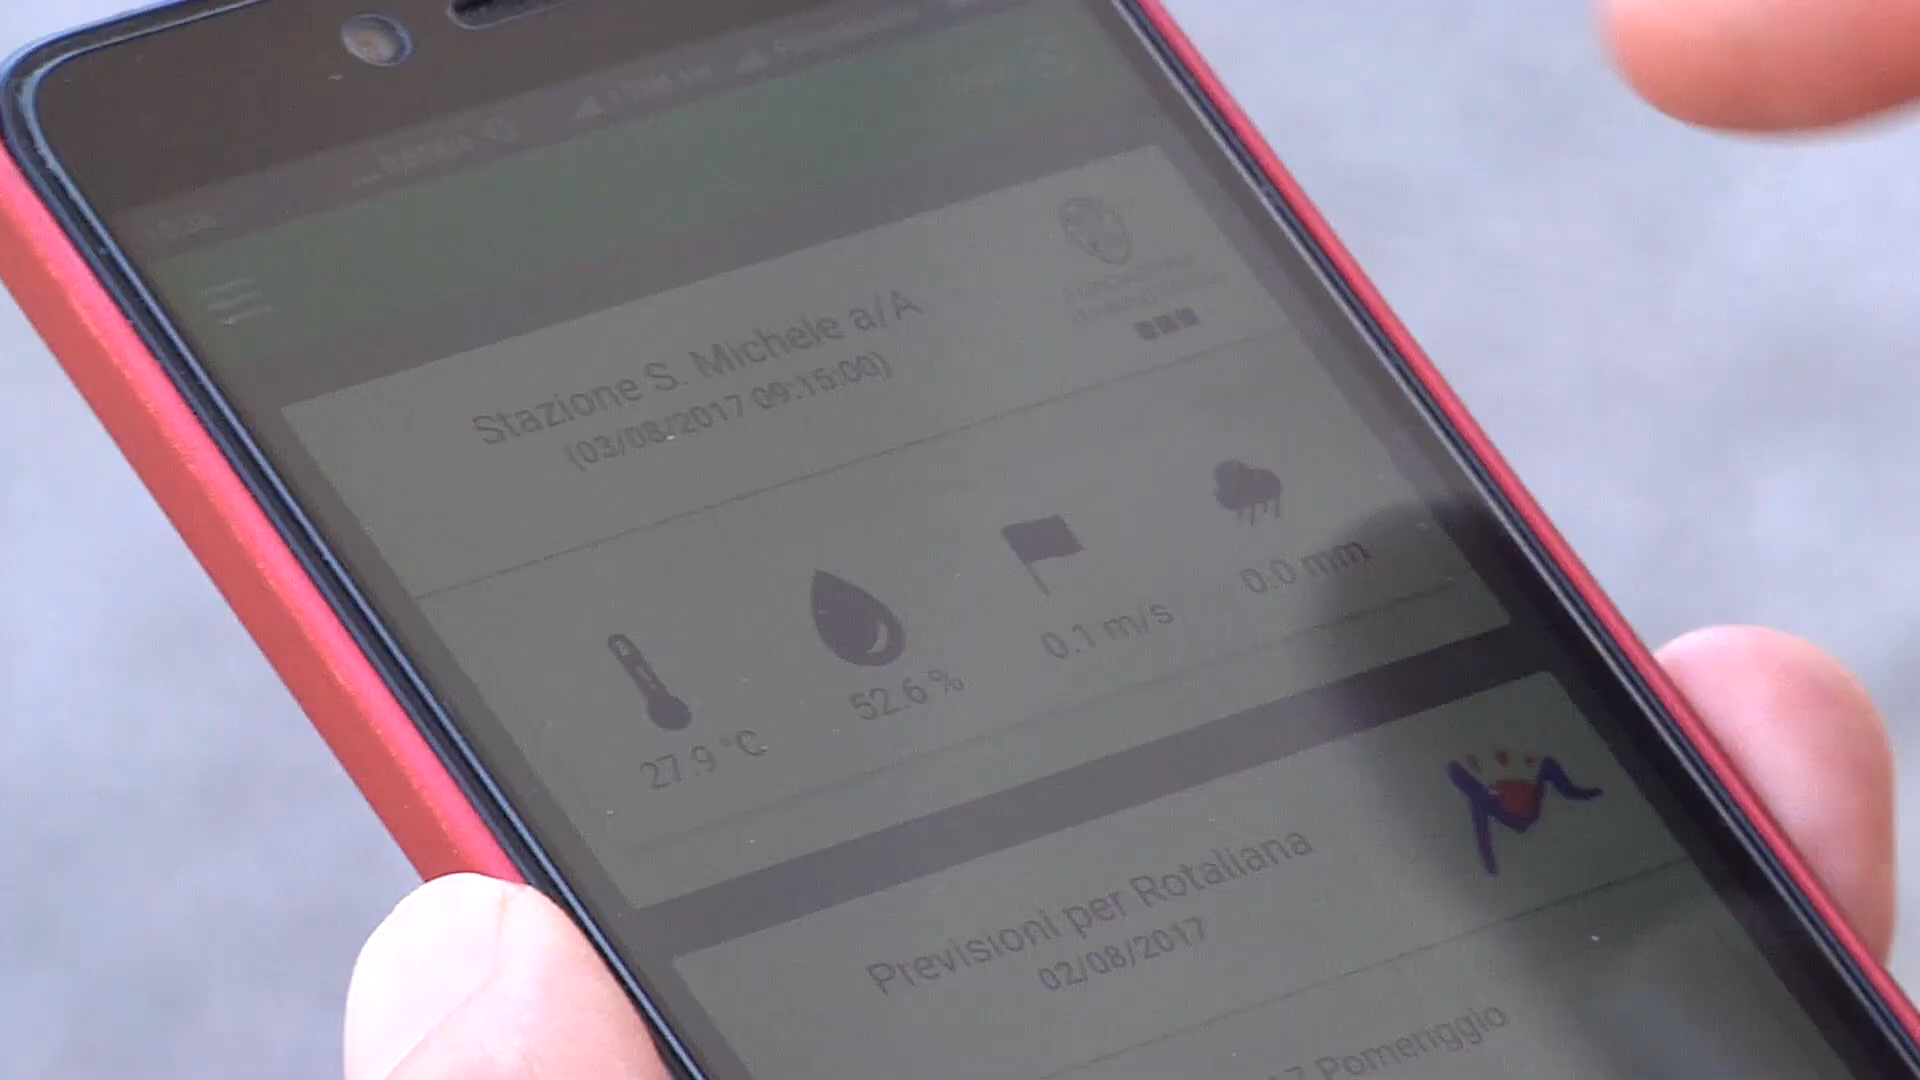 Stazione S. Michele a/A
(03/08/2017 09:15:00)
27.9 °C
52.6 %
0.1 m/s
0.0 mm
Previsioni per Rotaliana
02/08/2017
Pomeriggio